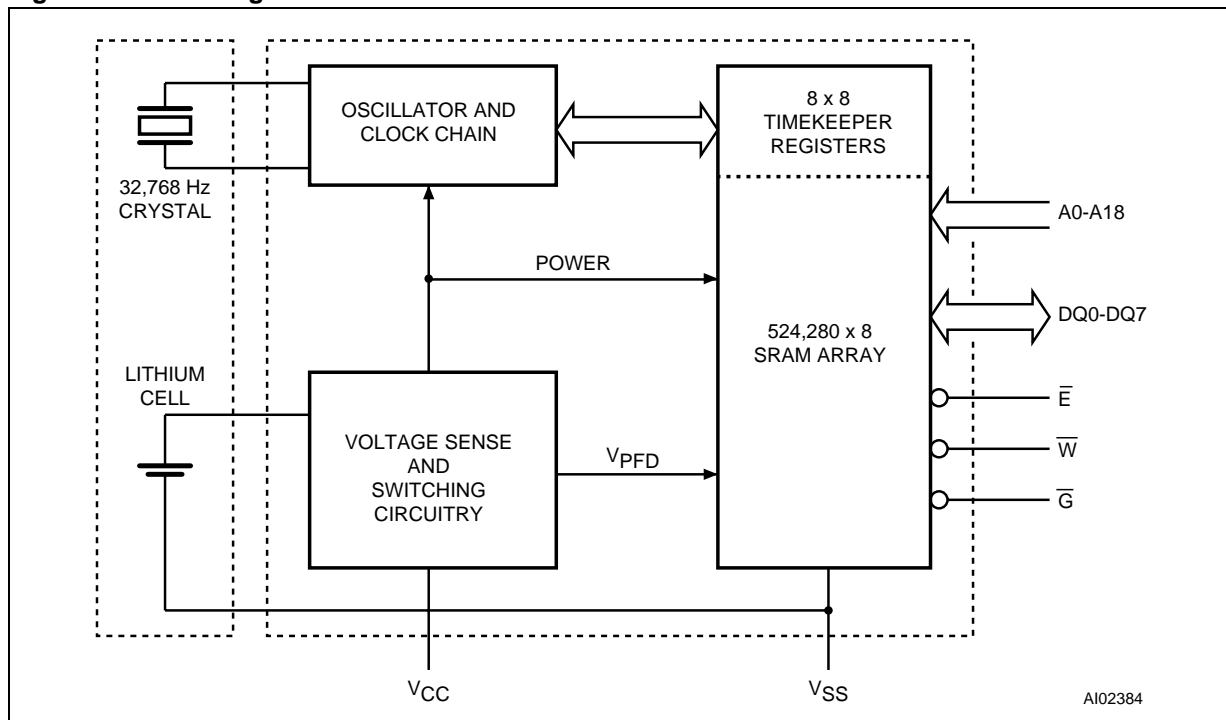 OSCILLATOR AND
CLOCK CHAIN
8 x 8
TIMEKEEPER
REGISTERS
32,768 Hz
CRYSTAL
A0-A18
POWER
DQ0-DQ7
524,280 x 8
SRAM ARRAY
LITHIUM
CELL
E̅
VOLTAGE SENSE
AND
SWITCHING
CIRCUITRY
VPFD
W̅
G̅
VCC
VSS
AI02384